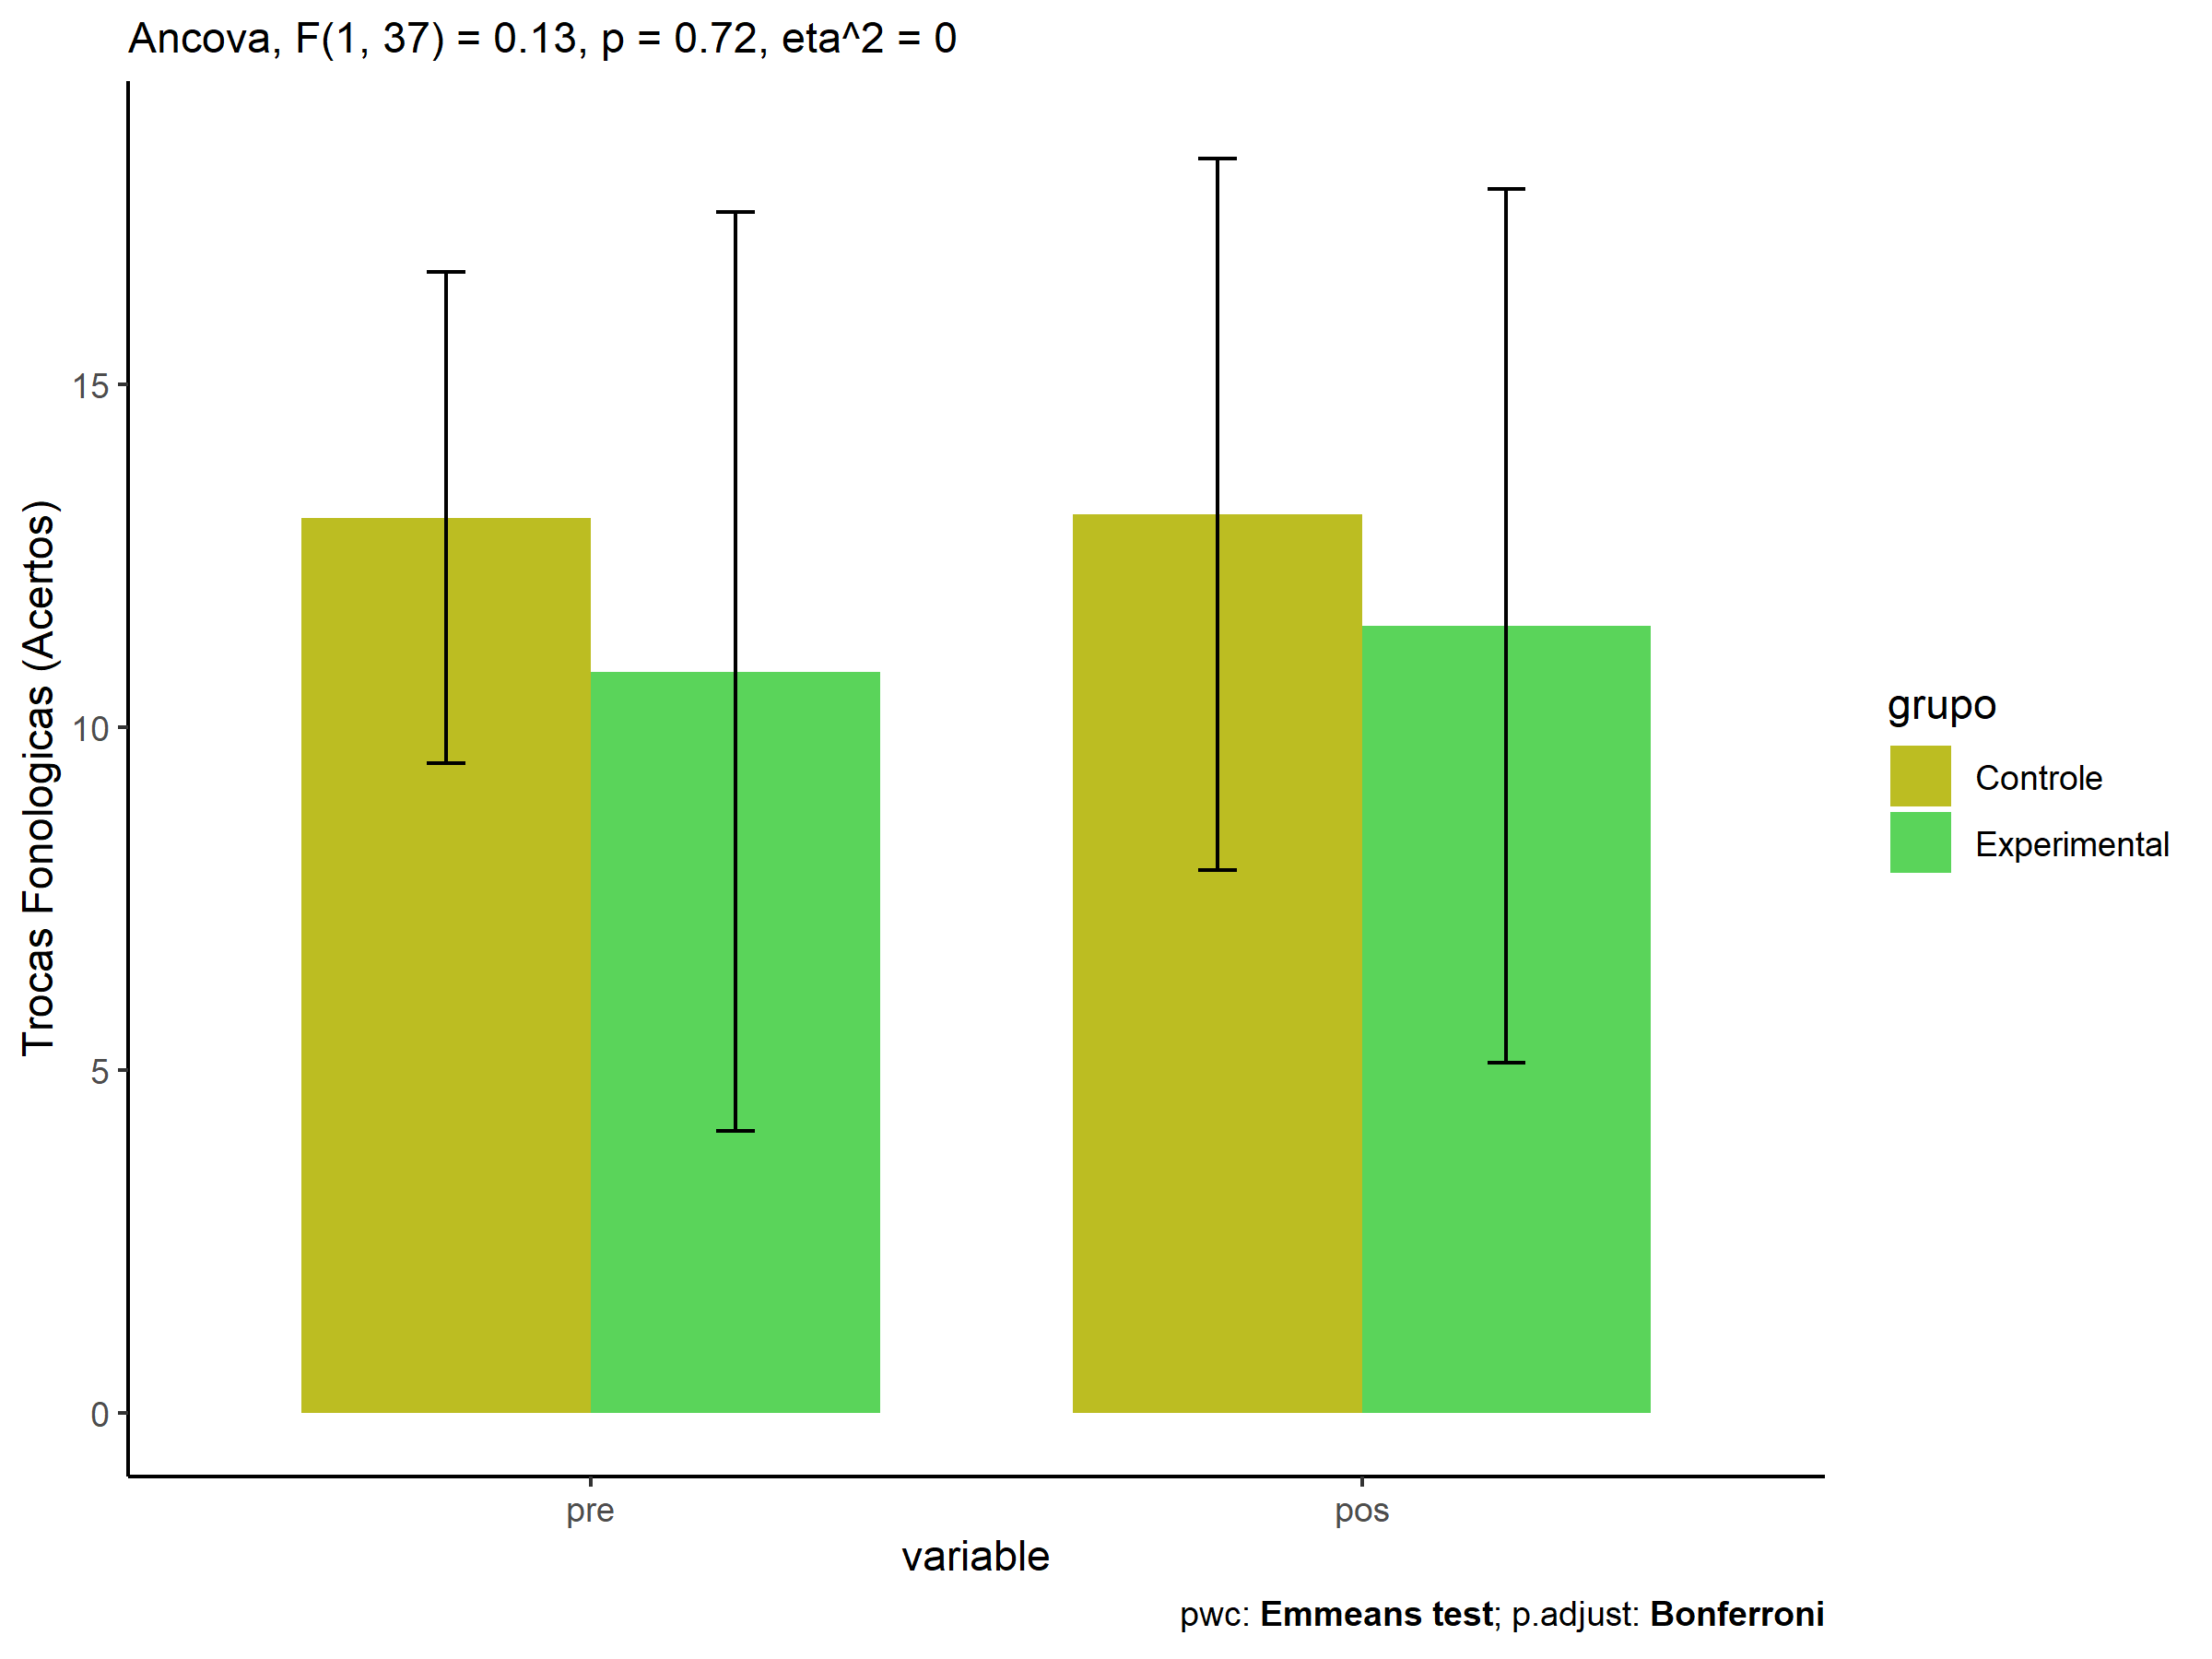 Ancova, F(1, 37) = 0.13, p = 0.72, eta^2 = 0
Trocas Fonologicas (Acertos)
15
10
5
0
pre
pos
variable
grupo
Controle
Experimental
pwc: Emmeans test; p.adjust: Bonferroni